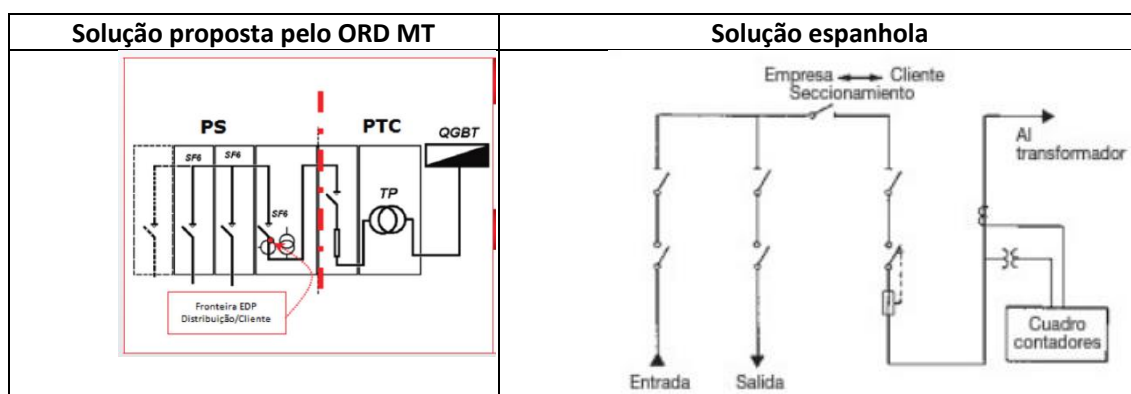 Solução proposta pelo ORD MT
Solução espanhola
PS
PTC
QGBT
SF6
SF6
SF6
TP
Fronteira EDP
Distribuição/Cliente
Empresa
Cliente
Seccionamiento
Al
transformador
Cuadro
contadores
Entrada
Salida